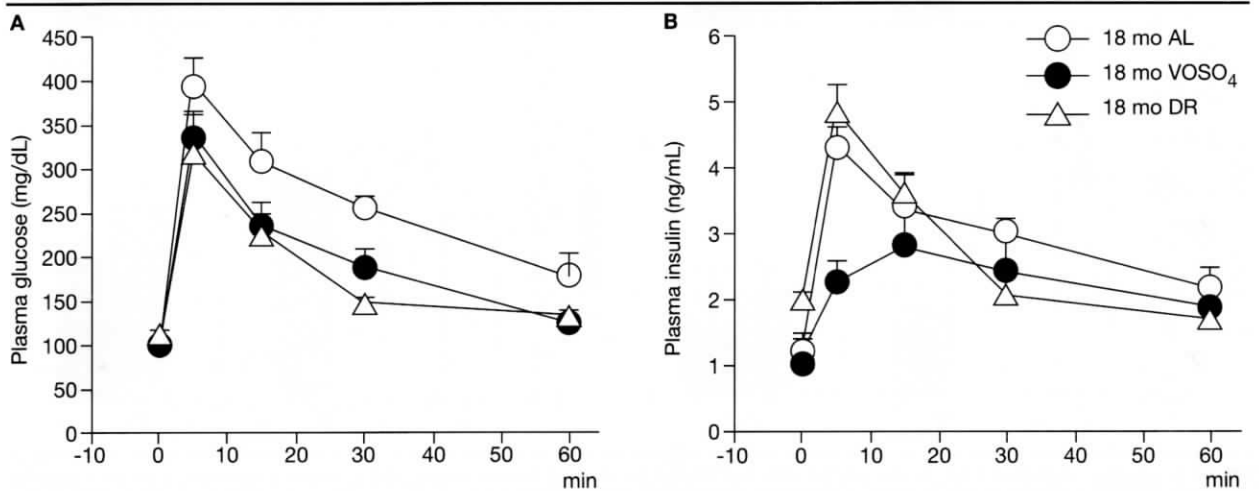 A
Plasma glucose (mg/dL)
450
400
350
300
250
200
150
100
50
0
-10 0 10 20 30 40 50 60
min
B
Plasma insulin (ng/mL)
6
5
4
3
2
1
0
-10 0 10 20 30 40 50 60
min
18 mo AL
18 mo VOSO4
18 mo DR